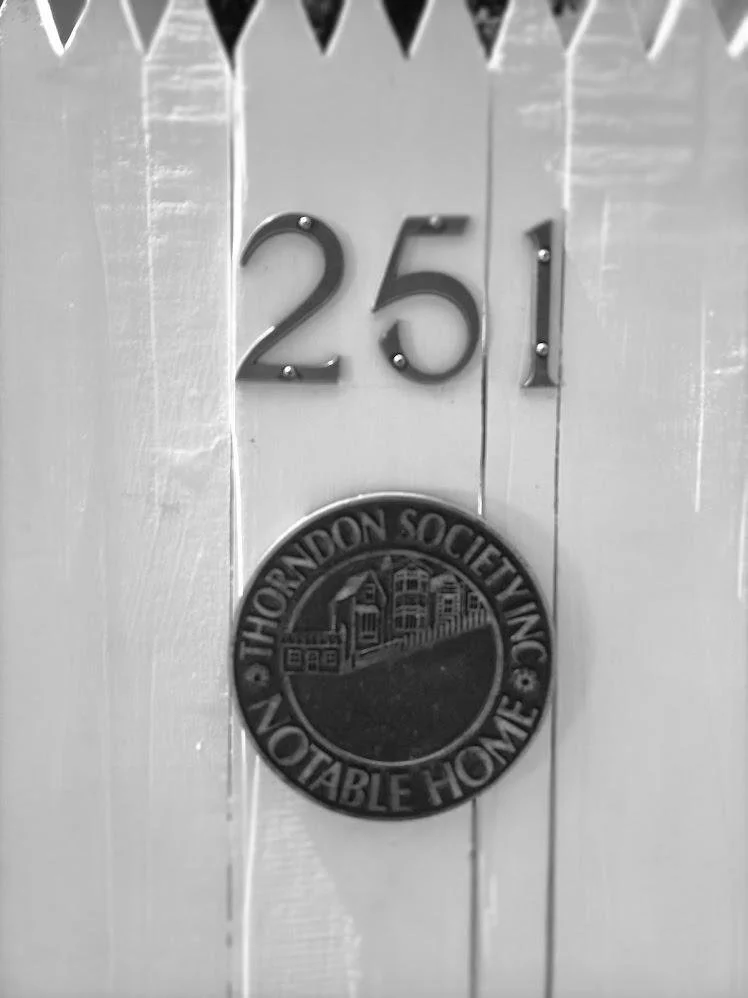 251
THORNDON SOCIETY INC
NOTABLE HOME